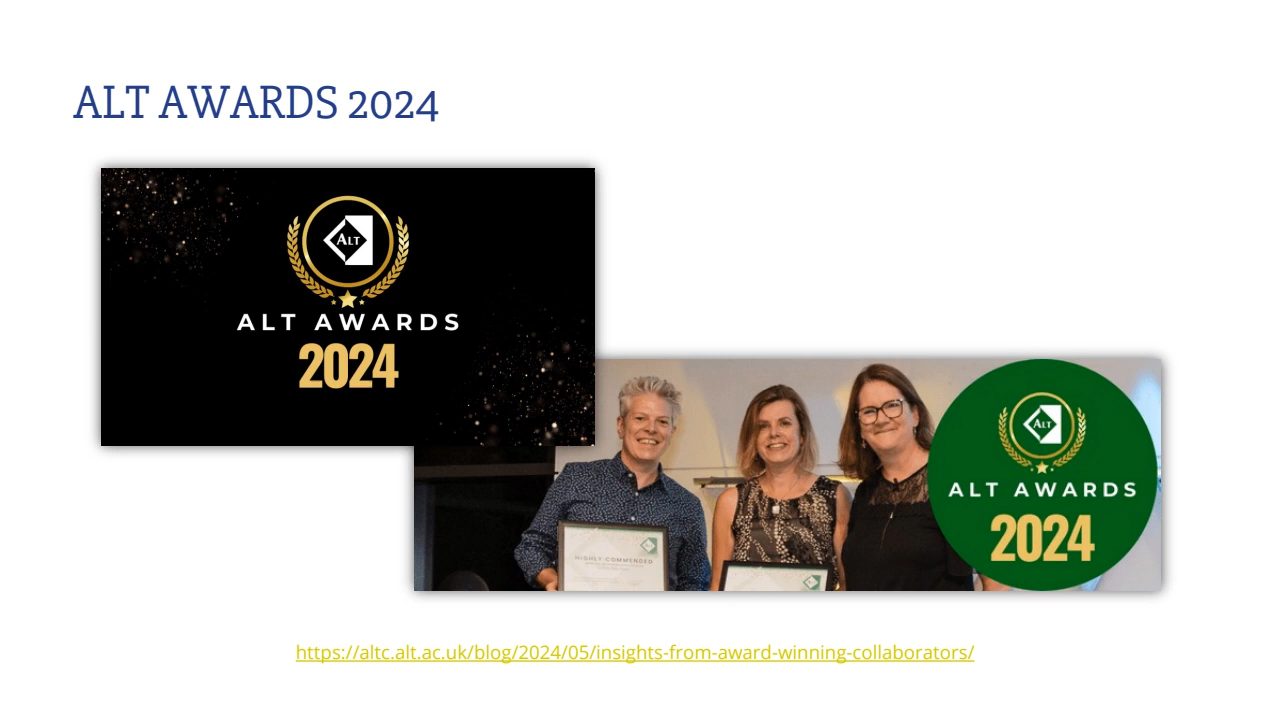 ALT AWARDS 2024
ALT
ALT AWARDS
2024
HIGHLY COMMENDED
ALT
ALT AWARDS
2024
https://altc.alt.ac.uk/blog/2024/05/insights-from-award-winning-collaborators/